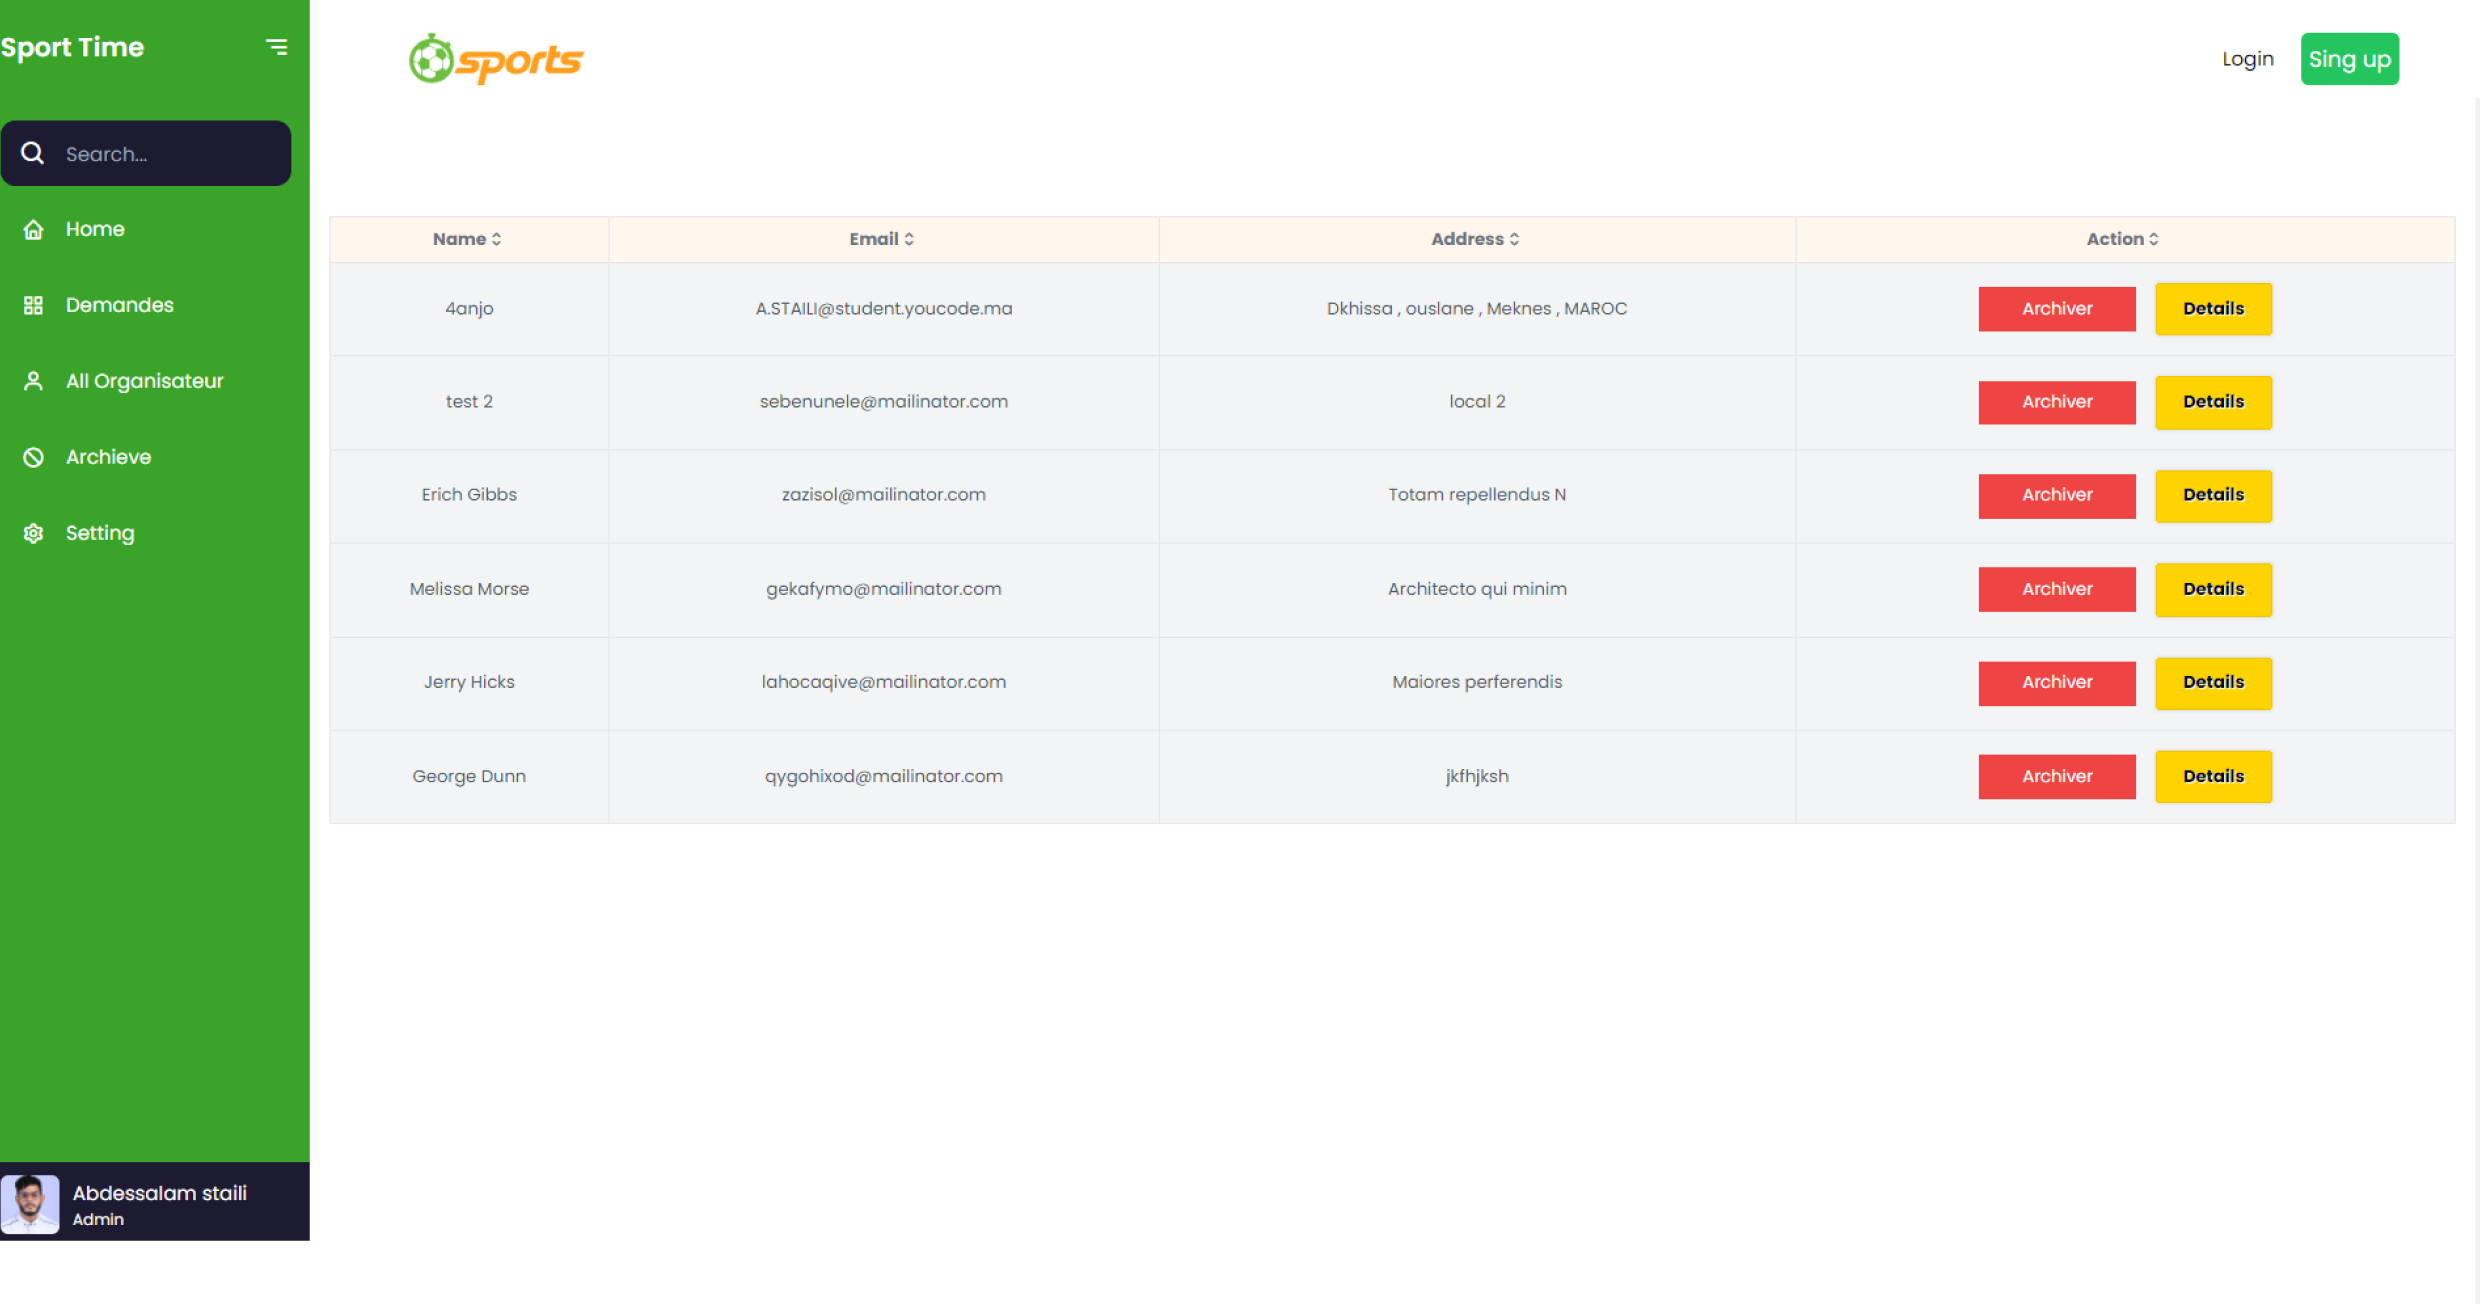 Sport Time
sports
Login
Sing up
Search...
Home
Demandes
All Organisateur
Archieve
Setting
Name Email Address Action
4anjo A.STAILI@student.youcode.ma Dkhissa , ouslane , Meknes , MAROC Archiver Details
test 2 sebenunele@mailinator.com local 2 Archiver Details
Erich Gibbs zazisol@mailinator.com Totam repellendus N Archiver Details
Melissa Morse gekafymo@mailinator.com Architecto qui minim Archiver Details
Jerry Hicks lahocaqive@mailinator.com Maiores perferendis Archiver Details
George Dunn qygohixod@mailinator.com jkfhjksh Archiver Details
Abdessalam staili
Admin